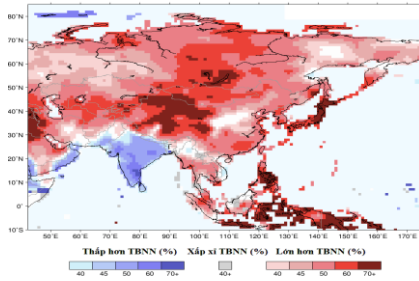 80°N
70°N
60°N
50°N
40°N
30°N
20°N
10°N
0°
10°S
50°E 60°E 70°E 80°E 90°E 100°E 110°E 120°E 130°E 140°E 150°E 160°E 170°E
Thấp hơn TBNN (%) Xấp xỉ TBNN (%) Lớn hơn TBNN (%)
40 45 50 60 70+ 40+ 40 45 50 60 70+